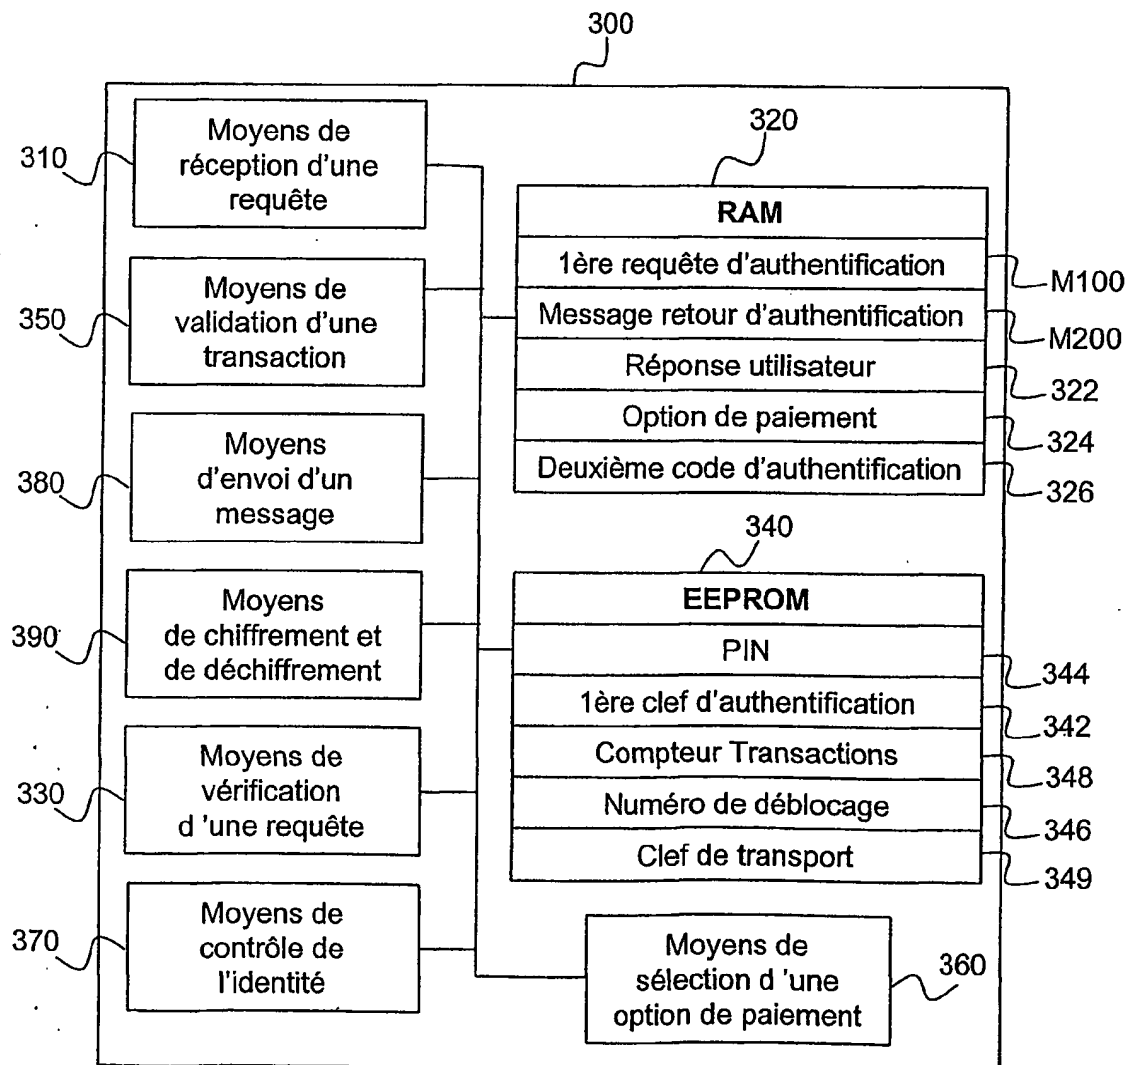 300
310
Moyens de
réception d'une
requête
350
Moyens de
validation d'une
transaction
380
Moyens
d'envoi d'un
message
390
Moyens
de chiffrement et
de déchiffrement
330
Moyens de
vérification
d 'une requête
370
Moyens de
contrôle de
l'identité
320
RAM
1ère requête d'authentification
M100
Message retour d'authentification
M200
Réponse utilisateur
322
Option de paiement
324
Deuxième code d'authentification
326
340
EEPROM
PIN
344
1ère clef d'authentification
342
Compteur Transactions
348
Numéro de déblocage
346
Clef de transport
349
Moyens de
sélection d 'une
option de paiement
360